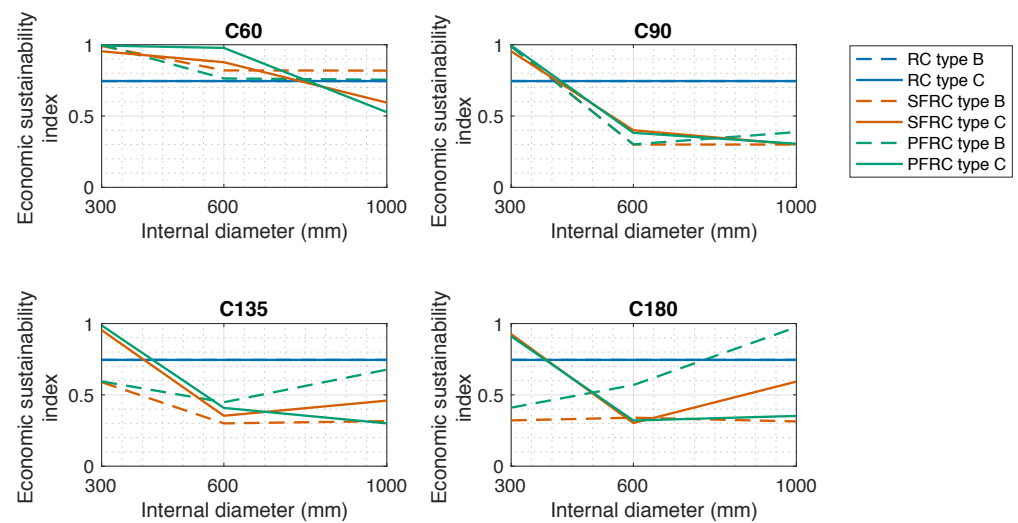 C60
Economic sustainability
index
1
0.5
0
300
600
1000
Internal diameter (mm)
C90
Economic sustainability
index
1
0.5
0
300
600
1000
Internal diameter (mm)
RC type B
RC type C
SFRC type B
SFRC type C
PFRC type B
PFRC type C
C135
Economic sustainability
index
1
0.5
0
300
600
1000
Internal diameter (mm)
C180
Economic sustainability
index
1
0.5
0
300
600
1000
Internal diameter (mm)